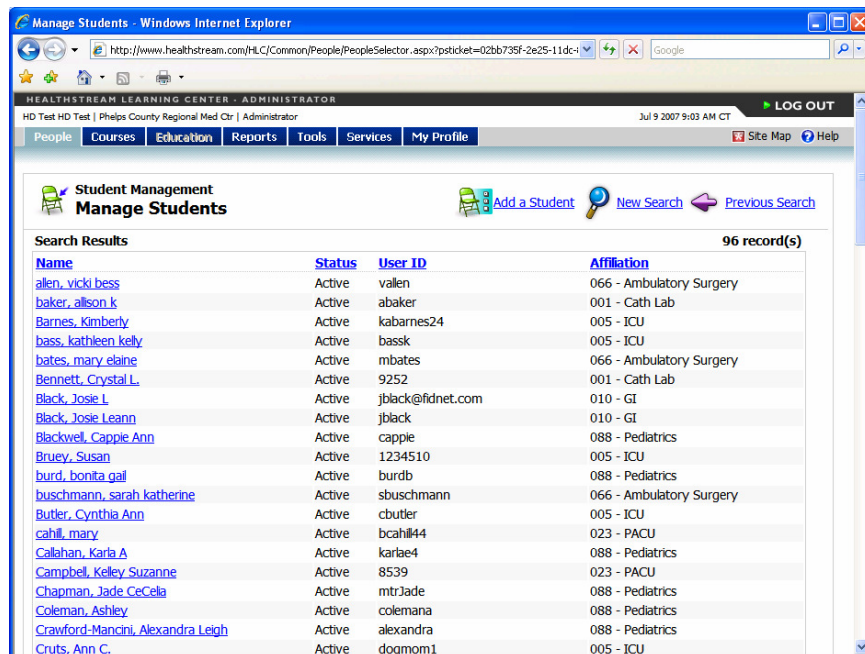 Manage Students - Windows Internet Explorer
http://www.healthstream.com/HLC/Common/People/PeopleSelector.aspx?psticket=02bb735f-2e25-11dc-
Google
HEALTHSTREAM LEARNING CENTER - ADMINISTRATOR
LOG OUT
HD Test HD Test | Phelps County Regional Med Ctr | Administrator Jul 9 2007 9:03 AM CT
People Courses Education Reports Tools Services My Profile Site Map Help
Student Management
Manage Students
Add a Student New Search Previous Search
Search Results 96 record(s)
Name Status User ID Affiliation
allen, vicki bess Active vallen 066 - Ambulatory Surgery
baker, allison k Active abaker 001 - Cath Lab
Barnes, Kimberly Active kabarnes24 005 - ICU
bass, kathleen kelly Active bassk 005 - ICU
bates, mary elaine Active mbates 066 - Ambulatory Surgery
Bennett, Crystal L. Active 9252 001 - Cath Lab
Black, Josie L Active jblack@fidnet.com 010 - GI
Black, Josie Leann Active jblack 010 - GI
Blackwell, Cappie Ann Active cappie 088 - Pediatrics
Bruey, Susan Active 1234510 005 - ICU
burd, bonita gail Active burdb 088 - Pediatrics
buschmann, sarah katherine Active sbuschmann 066 - Ambulatory Surgery
Butler, Cynthia Ann Active cbutler 005 - ICU
cahill, mary Active bcahill44 023 - PACU
Callahan, Karla A Active karlae4 088 - Pediatrics
Campbell, Kelley Suzanne Active 8539 023 - PACU
Chapman, Jade CeCelia Active mtrJade 088 - Pediatrics
Coleman, Ashley Active colemana 088 - Pediatrics
Crawford-Mancini, Alexandra Leigh Active alexandra 088 - Pediatrics
Cruts, Ann C. Active dogmom1 005 - ICU